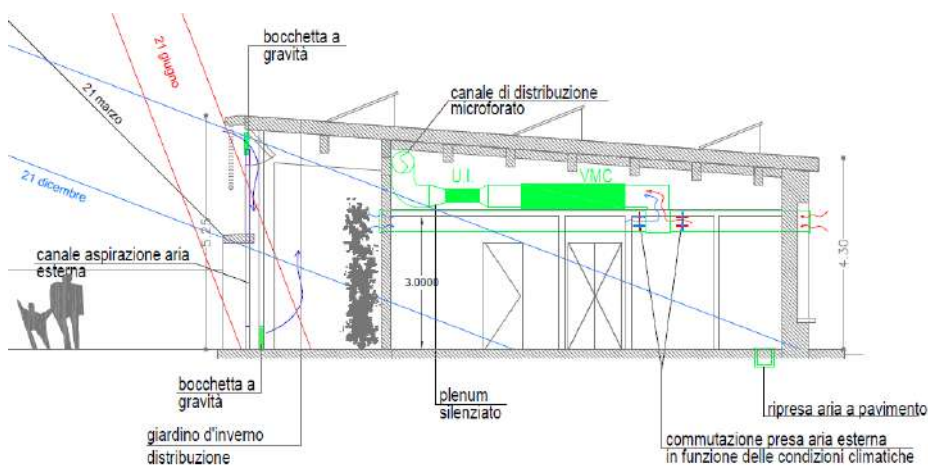 bocchetta a
gravità
21 giugno
21 marzo
21 dicembre
canale di distribuzione
microforato
U.I.
VMC
5.25
canale aspirazione aria
esterna
3.0000
4.30
bocchetta a
gravità
giardino d'inverno
distribuzione
plenum
silenziato
ripresa aria a pavimento
commutazione presa aria esterna
in funzione delle condizioni climatiche